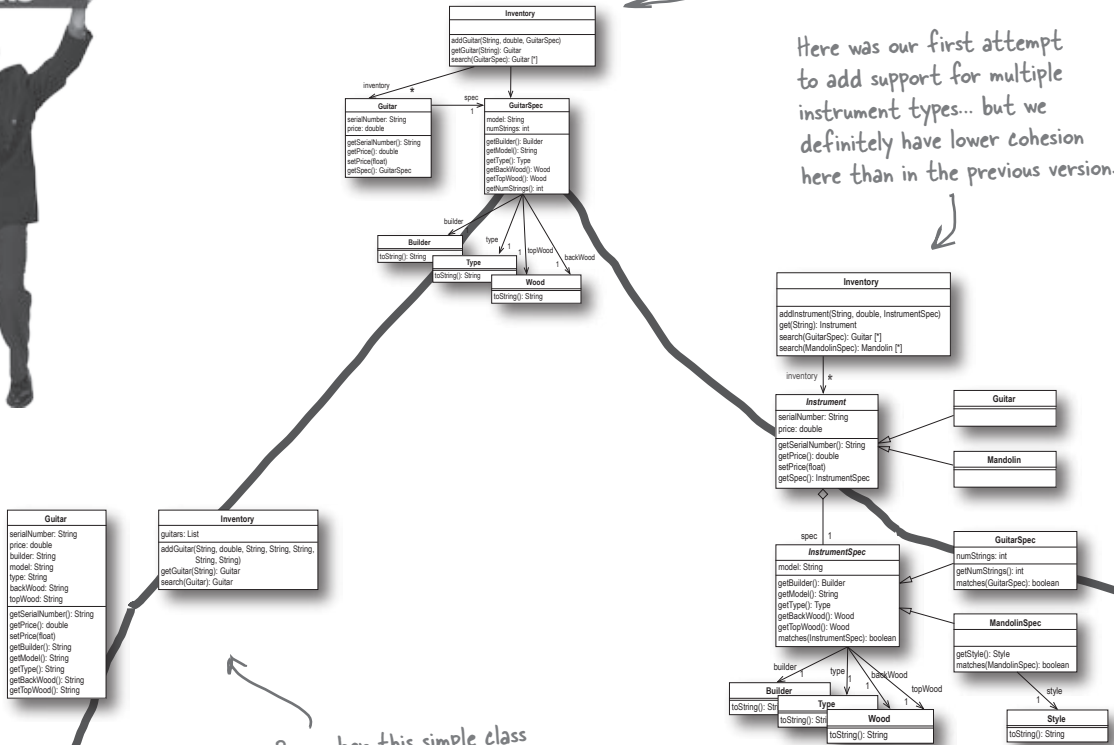 Inventory
addGuitar(String, double, GuitarSpec)
getGuitar(String): Guitar
search(GuitarSpec): Guitar [*]
inventory
*
spec
1
Guitar
serialNumber: String
price: double
getSerialNumber(): String
getPrice(): double
setPrice(float)
getSpec(): GuitarSpec
GuitarSpec
model: String
numStrings: int
getBuilder(): Builder
getModel(): String
getType(): Type
getBackWood(): Wood
getTopWood(): Wood
getNumStrings(): int
builder
type
1
1
topWood
1
backWood
Builder
toString(): String
Type
toString(): String
Wood
toString(): String
Here was our first attempt
to add support for multiple
instrument types... but we
definitely have lower cohesion
here than in the previous version.
Inventory
addInstrument(String, double, InstrumentSpec)
get(String): Instrument
search(GuitarSpec): Guitar [*]
search(MandolinSpec): Mandolin [*]
inventory
*
Instrument
serialNumber: String
price: double
getSerialNumber(): String
getPrice(): double
setPrice(float)
getSpec(): InstrumentSpec
Guitar
Mandolin
spec
1
InstrumentSpec
model: String
getBuilder(): Builder
getModel(): String
getType(): Type
getBackWood(): Wood
getTopWood(): Wood
matches(InstrumentSpec): boolean
GuitarSpec
numStrings: int
getNumStrings(): int
matches(GuitarSpec): boolean
MandolinSpec
getStyle(): Style
matches(MandolinSpec): boolean
builder
1
type
1
backWood
1
topWood
1
style
1
Builder
toString():
Type
toString():
Wood
toString(): String
Style
toString(): String
Guitar
serialNumber: String
price: double
builder: String
model: String
type: String
backWood: String
topWood: String
getSerialNumber(): String
getPrice(): double
setPrice(float)
getBuilder(): String
getModel(): String
getType(): String
getBackWood(): String
getTopWood(): String
Inventory
guitars: List
addGuitar(String, double, String, String, String,
String, String)
getGuitar(String): Guitar
search(Guitar): Guitar
this simple class